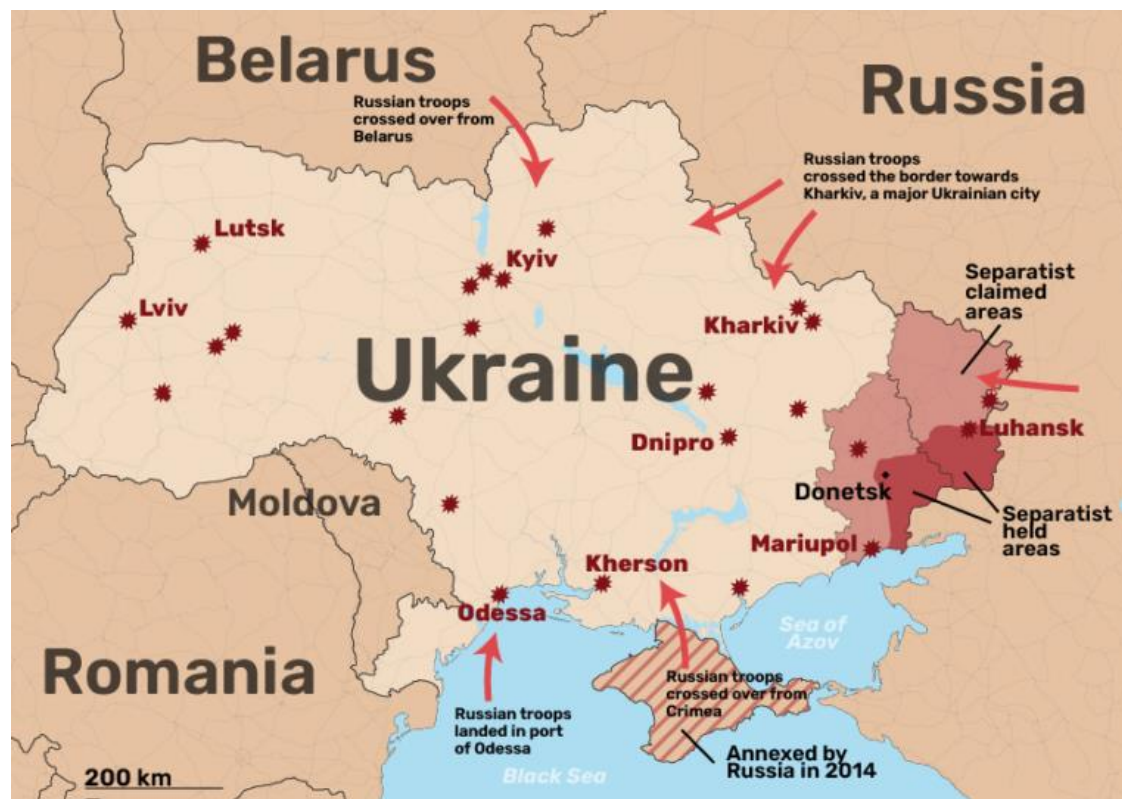 Belarus
Russia
Russian troops
crossed over from
Belarus
Russian troops
crossed the border towards
Kharkiv, a major Ukrainian city
Lutsk
Kyiv
Separatist
claimed
areas
Lviv
Kharkiv
Ukraine
Luhansk
Dnipro
Donetsk
Moldova
Separatist
held
areas
Mariupol
Kherson
Odessa
Sea of
Azov
Romania
Russian troops
crossed over from
Crimea
Russian troops
landed in port
of Odessa
Annexed by
Russia in 2014
Black Sea
200 km